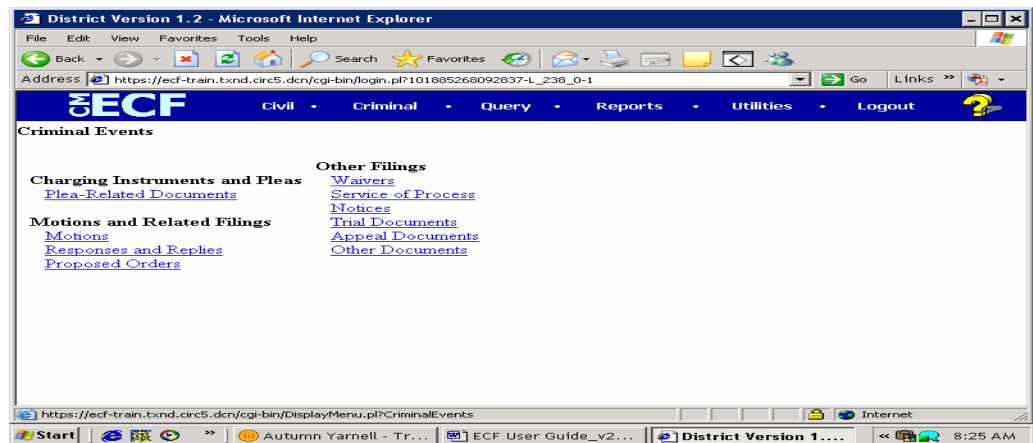 District Version 1.2 - Microsoft Internet Explorer
File Edit View Favorites Tools Help
Back Search Favorites
Address https://ecf-train.txnd.circ5.dcn/cgi-bin/login.pl?101885268092837-L_238_0-1 Go Links »
CM ECF Civil • Criminal • Query • Reports • Utilities • Logout ?
Criminal Events
Charging Instruments and Pleas
Plea-Related Documents
Motions and Related Filings
Motions
Responses and Replies
Proposed Orders
Other Filings
Waivers
Service of Process
Notices
Trial Documents
Appeal Documents
Other Documents
https://ecf-train.txnd.circ5.dcn/cgi-bin/DisplayMenu.pl?CriminalEvents Internet
Start » Autumn Yarnell - Tr... ECF User Guide_v2... District Version 1.... « 8:25 AM